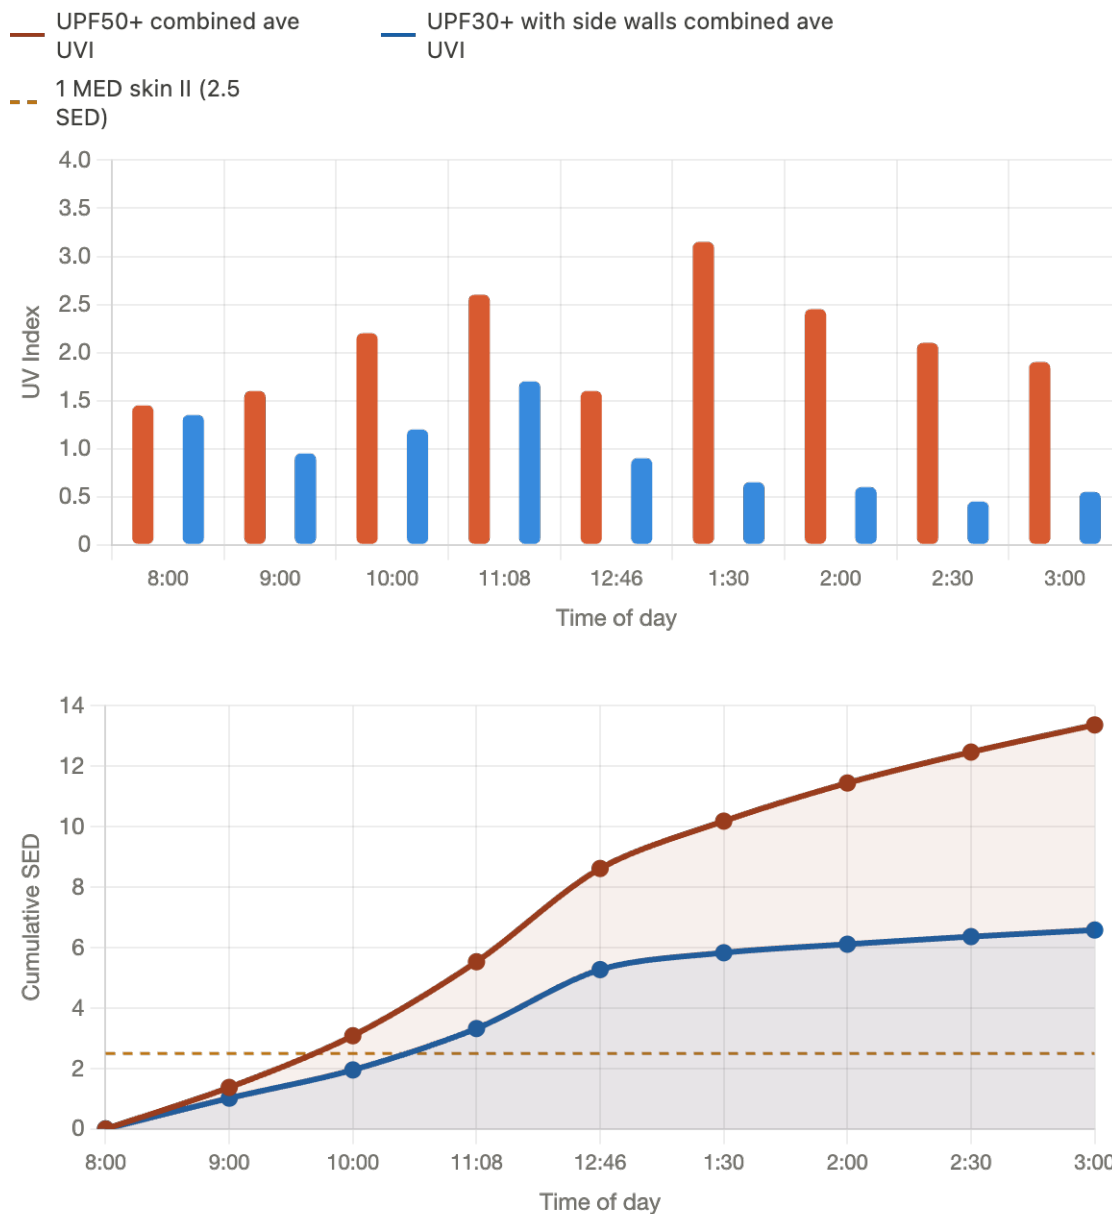 UPF50+ combined ave
UVI
UPF30+ with side walls combined ave
UVI
1 MED skin II (2.5
SED)
4.0
3.5
3.0
2.5
2.0
1.5
1.0
0.5
0
UV Index
8:00 9:00 10:00 11:08 12:46 1:30 2:00 2:30 3:00
Time of day
14
12
10
8
6
4
2
0
Cumulative SED
8:00 9:00 10:00 11:08 12:46 1:30 2:00 2:30 3:00
Time of day